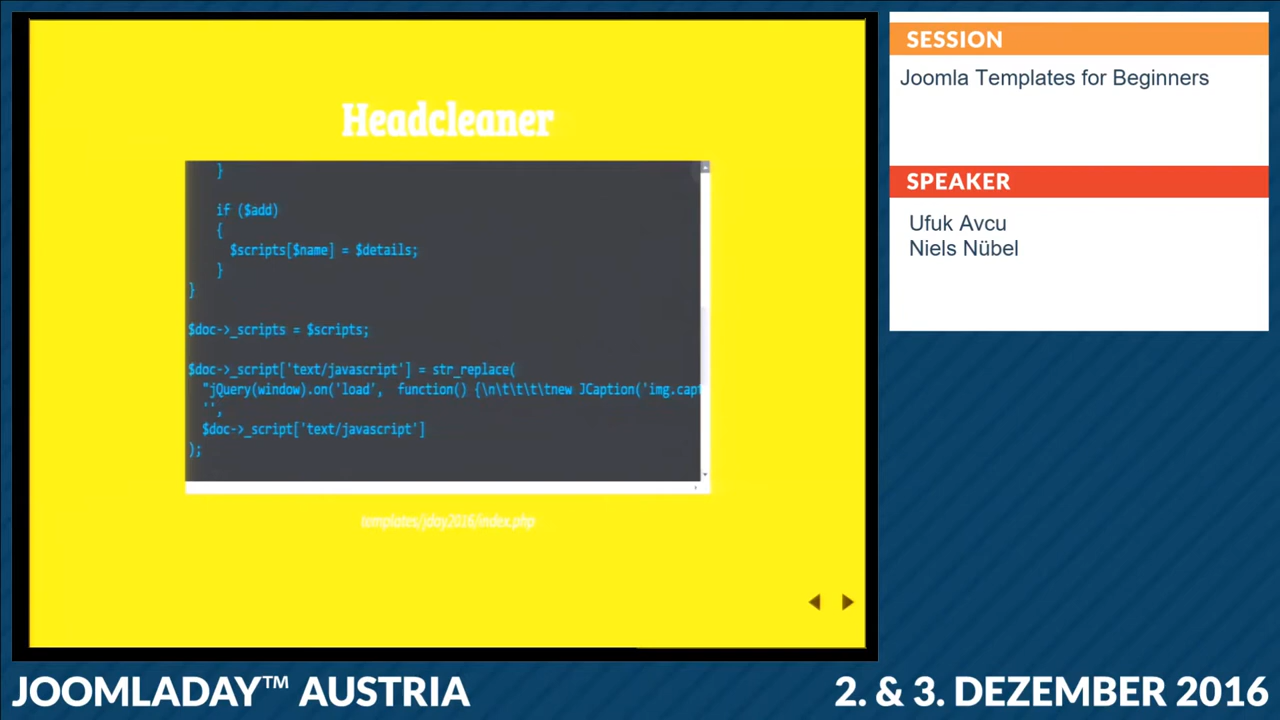 Headcleaner
}
if ($add)
{
$scripts[$name] = $details;
}
}
$doc->_scripts = $scripts;
$doc->_script['text/javascript'] = str_replace(
"jQuery(window).on('load',  function() {\n\t\t\t\tnew JCaption('img.capt
'',
$doc->_script['text/javascript']
);
templates/jday2016/index.php
SESSION
Joomla Templates for Beginners
SPEAKER
Ufuk Avcu
Niels Nübel
JOOMLADAY™ AUSTRIA
2. & 3. DEZEMBER 2016